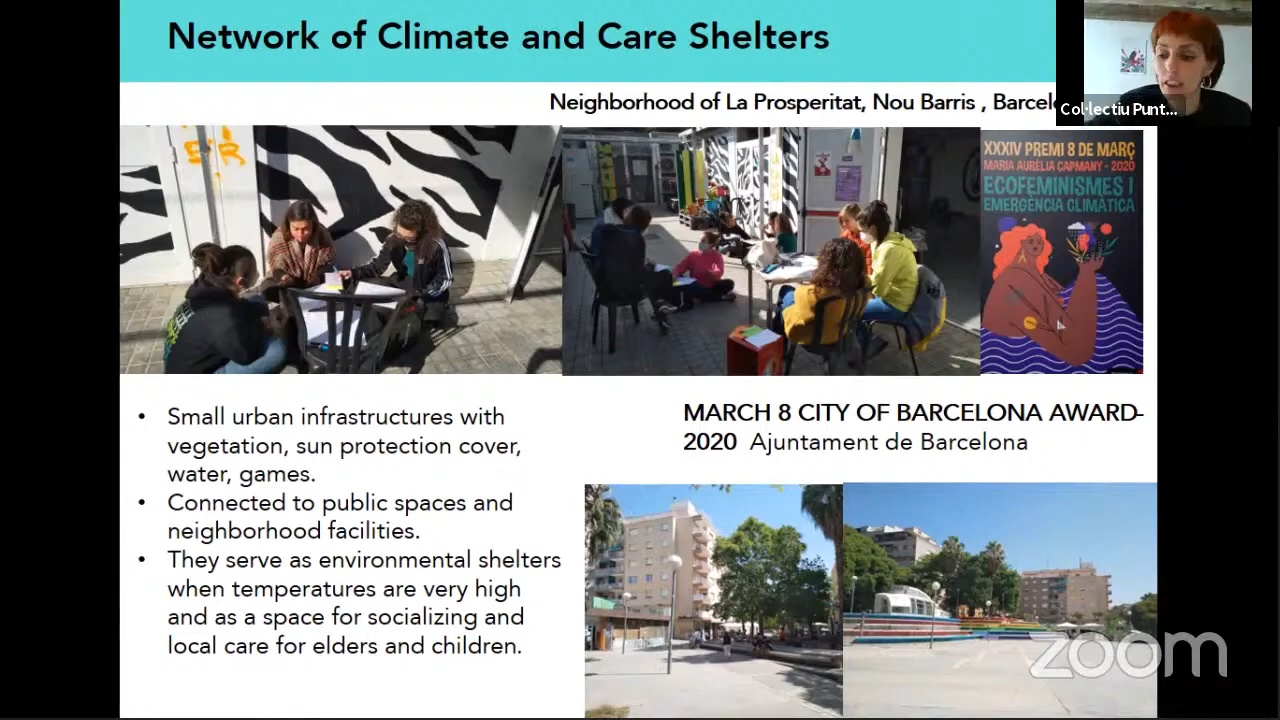 Network of Climate and Care Shelters
Neighborhood of La Prosperitat, Nou Barris , Barcelo
Col·lectiu Punt...
XXXIV PREMI 8 DE MARÇ
MARIA AURÈLIA CAPMANY - 2020
ECOFEMINISMES I
EMERGÈNCIA CLIMÀTICA
• Small urban infrastructures with
vegetation, sun protection cover,
water, games.
• Connected to public spaces and
neighborhood facilities.
• They serve as environmental shelters
when temperatures are very high
and as a space for socializing and
local care for elders and children.
MARCH 8 CITY OF BARCELONA AWARD-
2020 Ajuntament de Barcelona
zoom